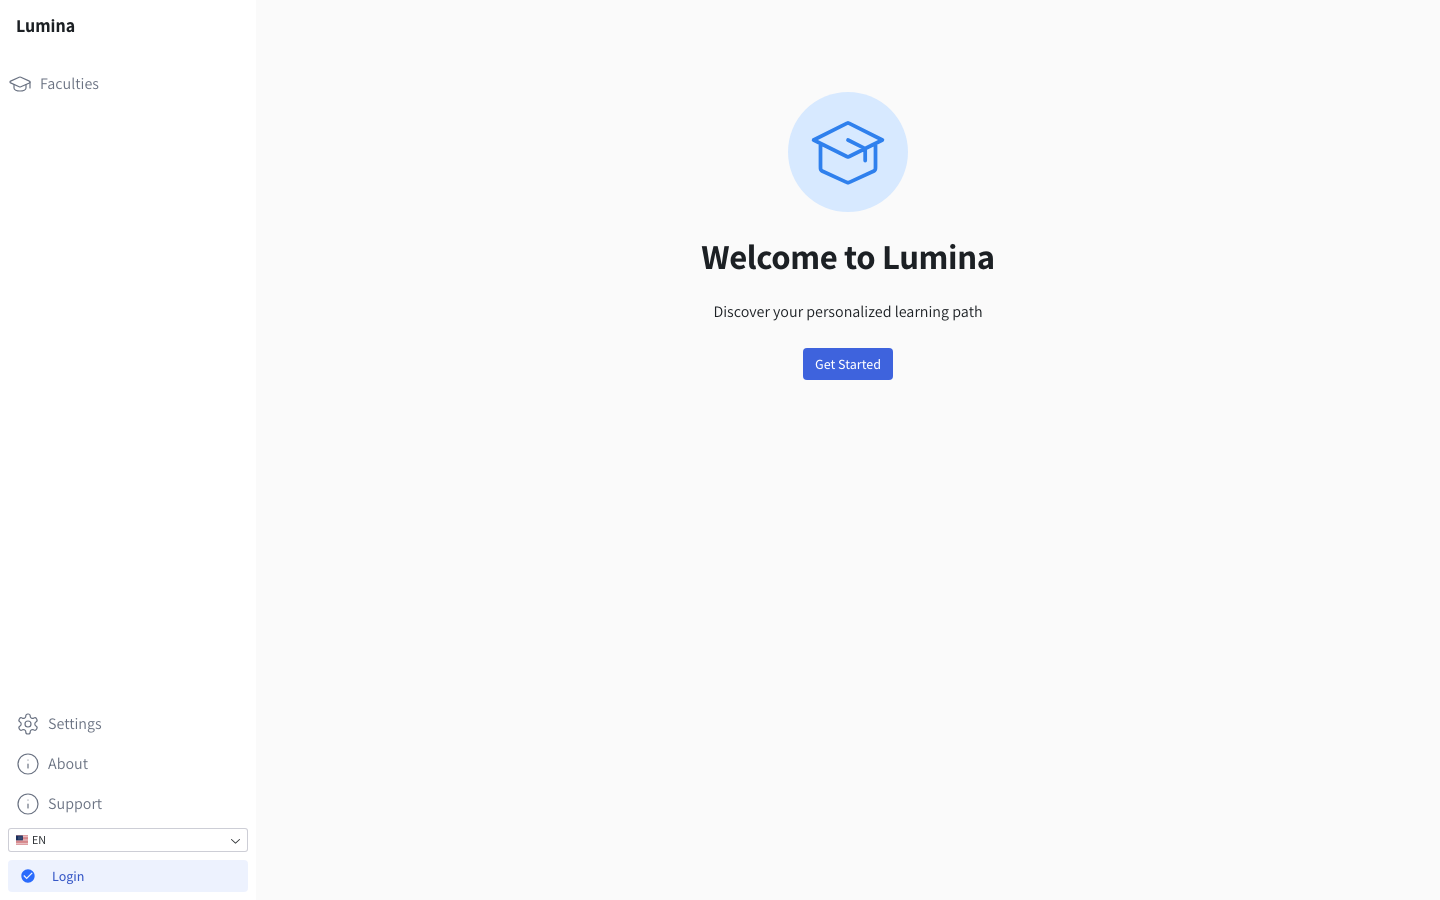 Lumina
Faculties
Welcome to Lumina
Discover your personalized learning path
Get Started
Settings
About
Support
EN
Login